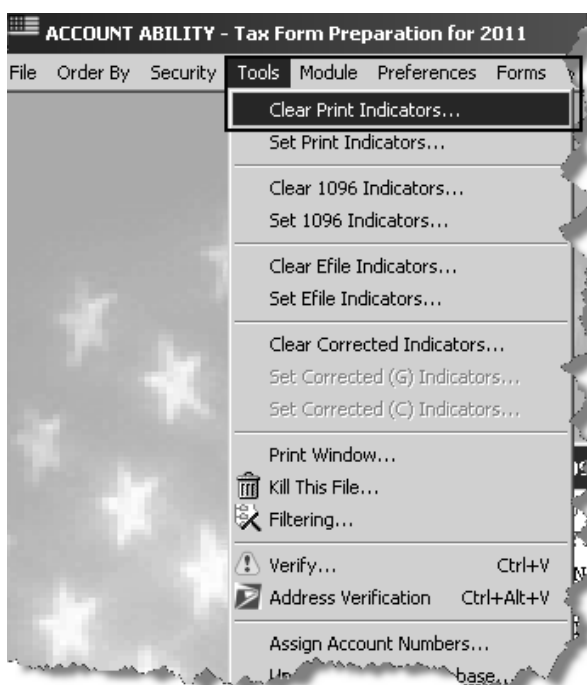 ACCOUNT ABILITY - Tax Form Preparation for 2011
File Order By Security Tools Module Preferences Forms
Clear Print Indicators...
Set Print Indicators...
Clear 1096 Indicators...
Set 1096 Indicators...
Clear Efile Indicators...
Set Efile Indicators...
Clear Corrected Indicators...
Set Corrected (G) Indicators...
Set Corrected (C) Indicators...
Print Window...
Kill This File...
Filtering...
Verify... Ctrl+V
Address Verification Ctrl+Alt+V
Assign Account Numbers...